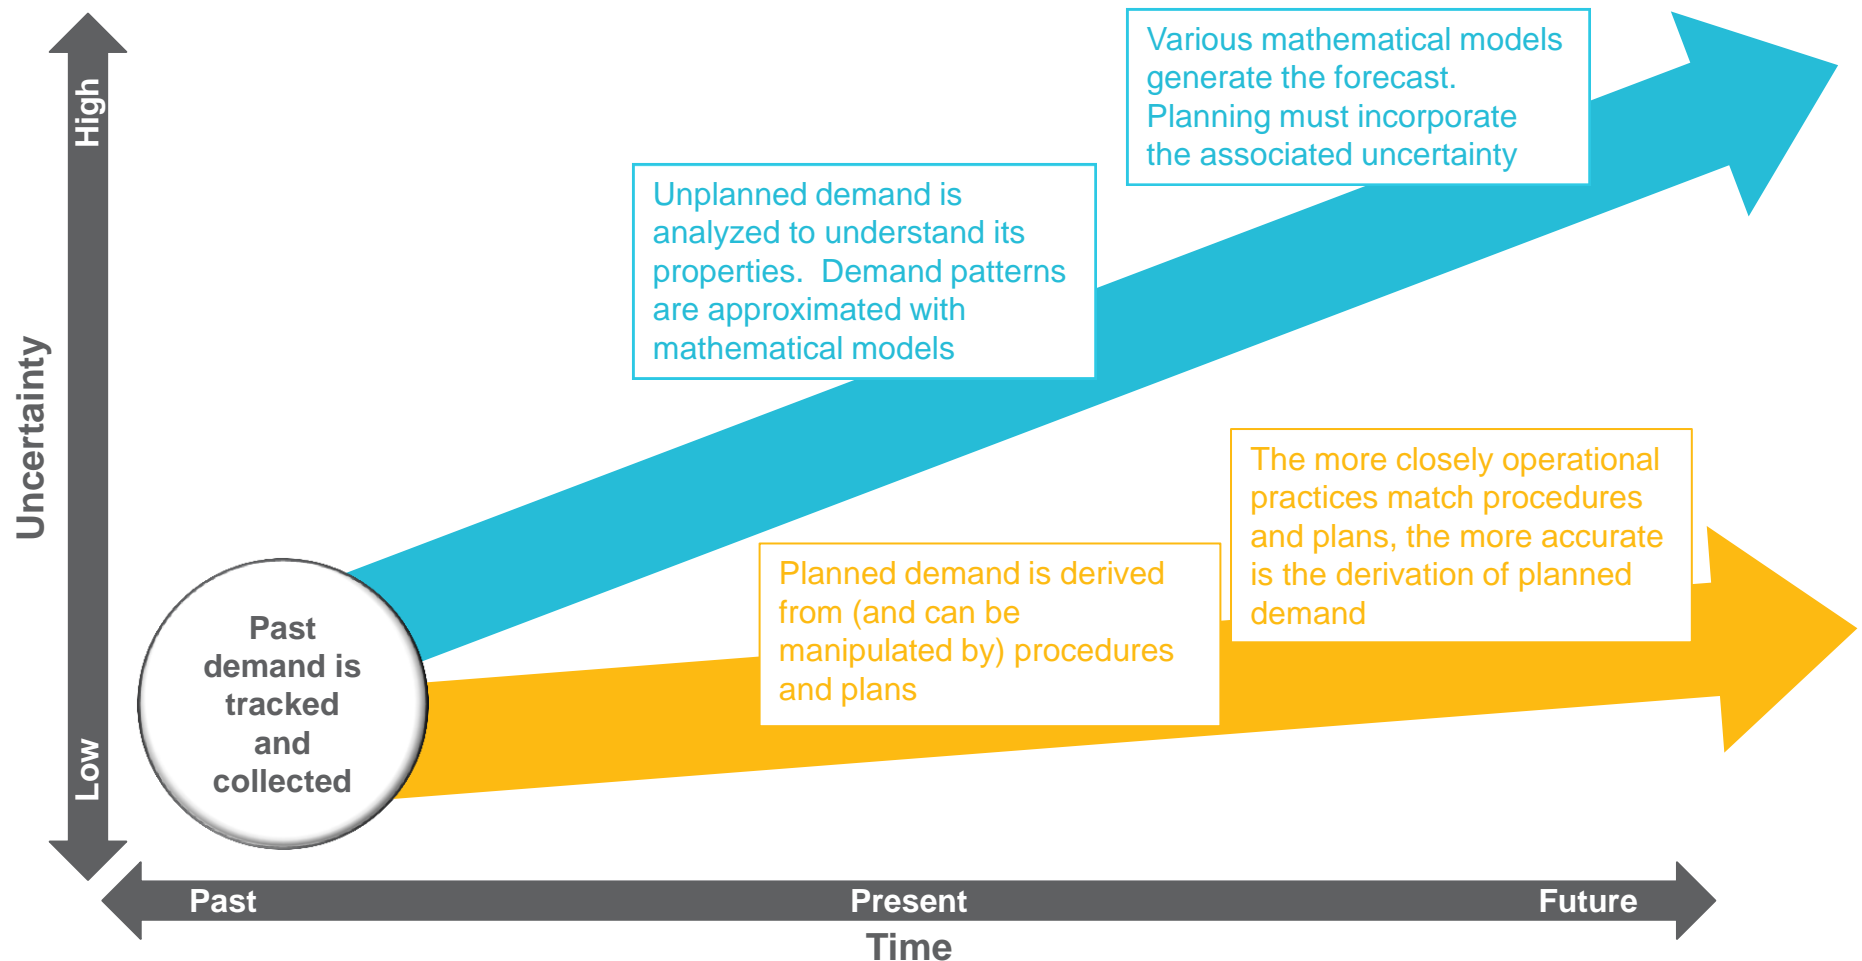 Various mathematical models
generate the forecast.
Planning must incorporate
the associated uncertainty
Unplanned demand is
analyzed to understand its
properties.  Demand patterns
are approximated with
mathematical models
The more closely operational
practices match procedures
and plans, the more accurate
is the derivation of planned
demand
Planned demand is derived
from (and can be
manipulated by) procedures
and plans
Past
demand is
tracked
and
collected
High
Uncertainty
Low
Past
Present
Future
Time